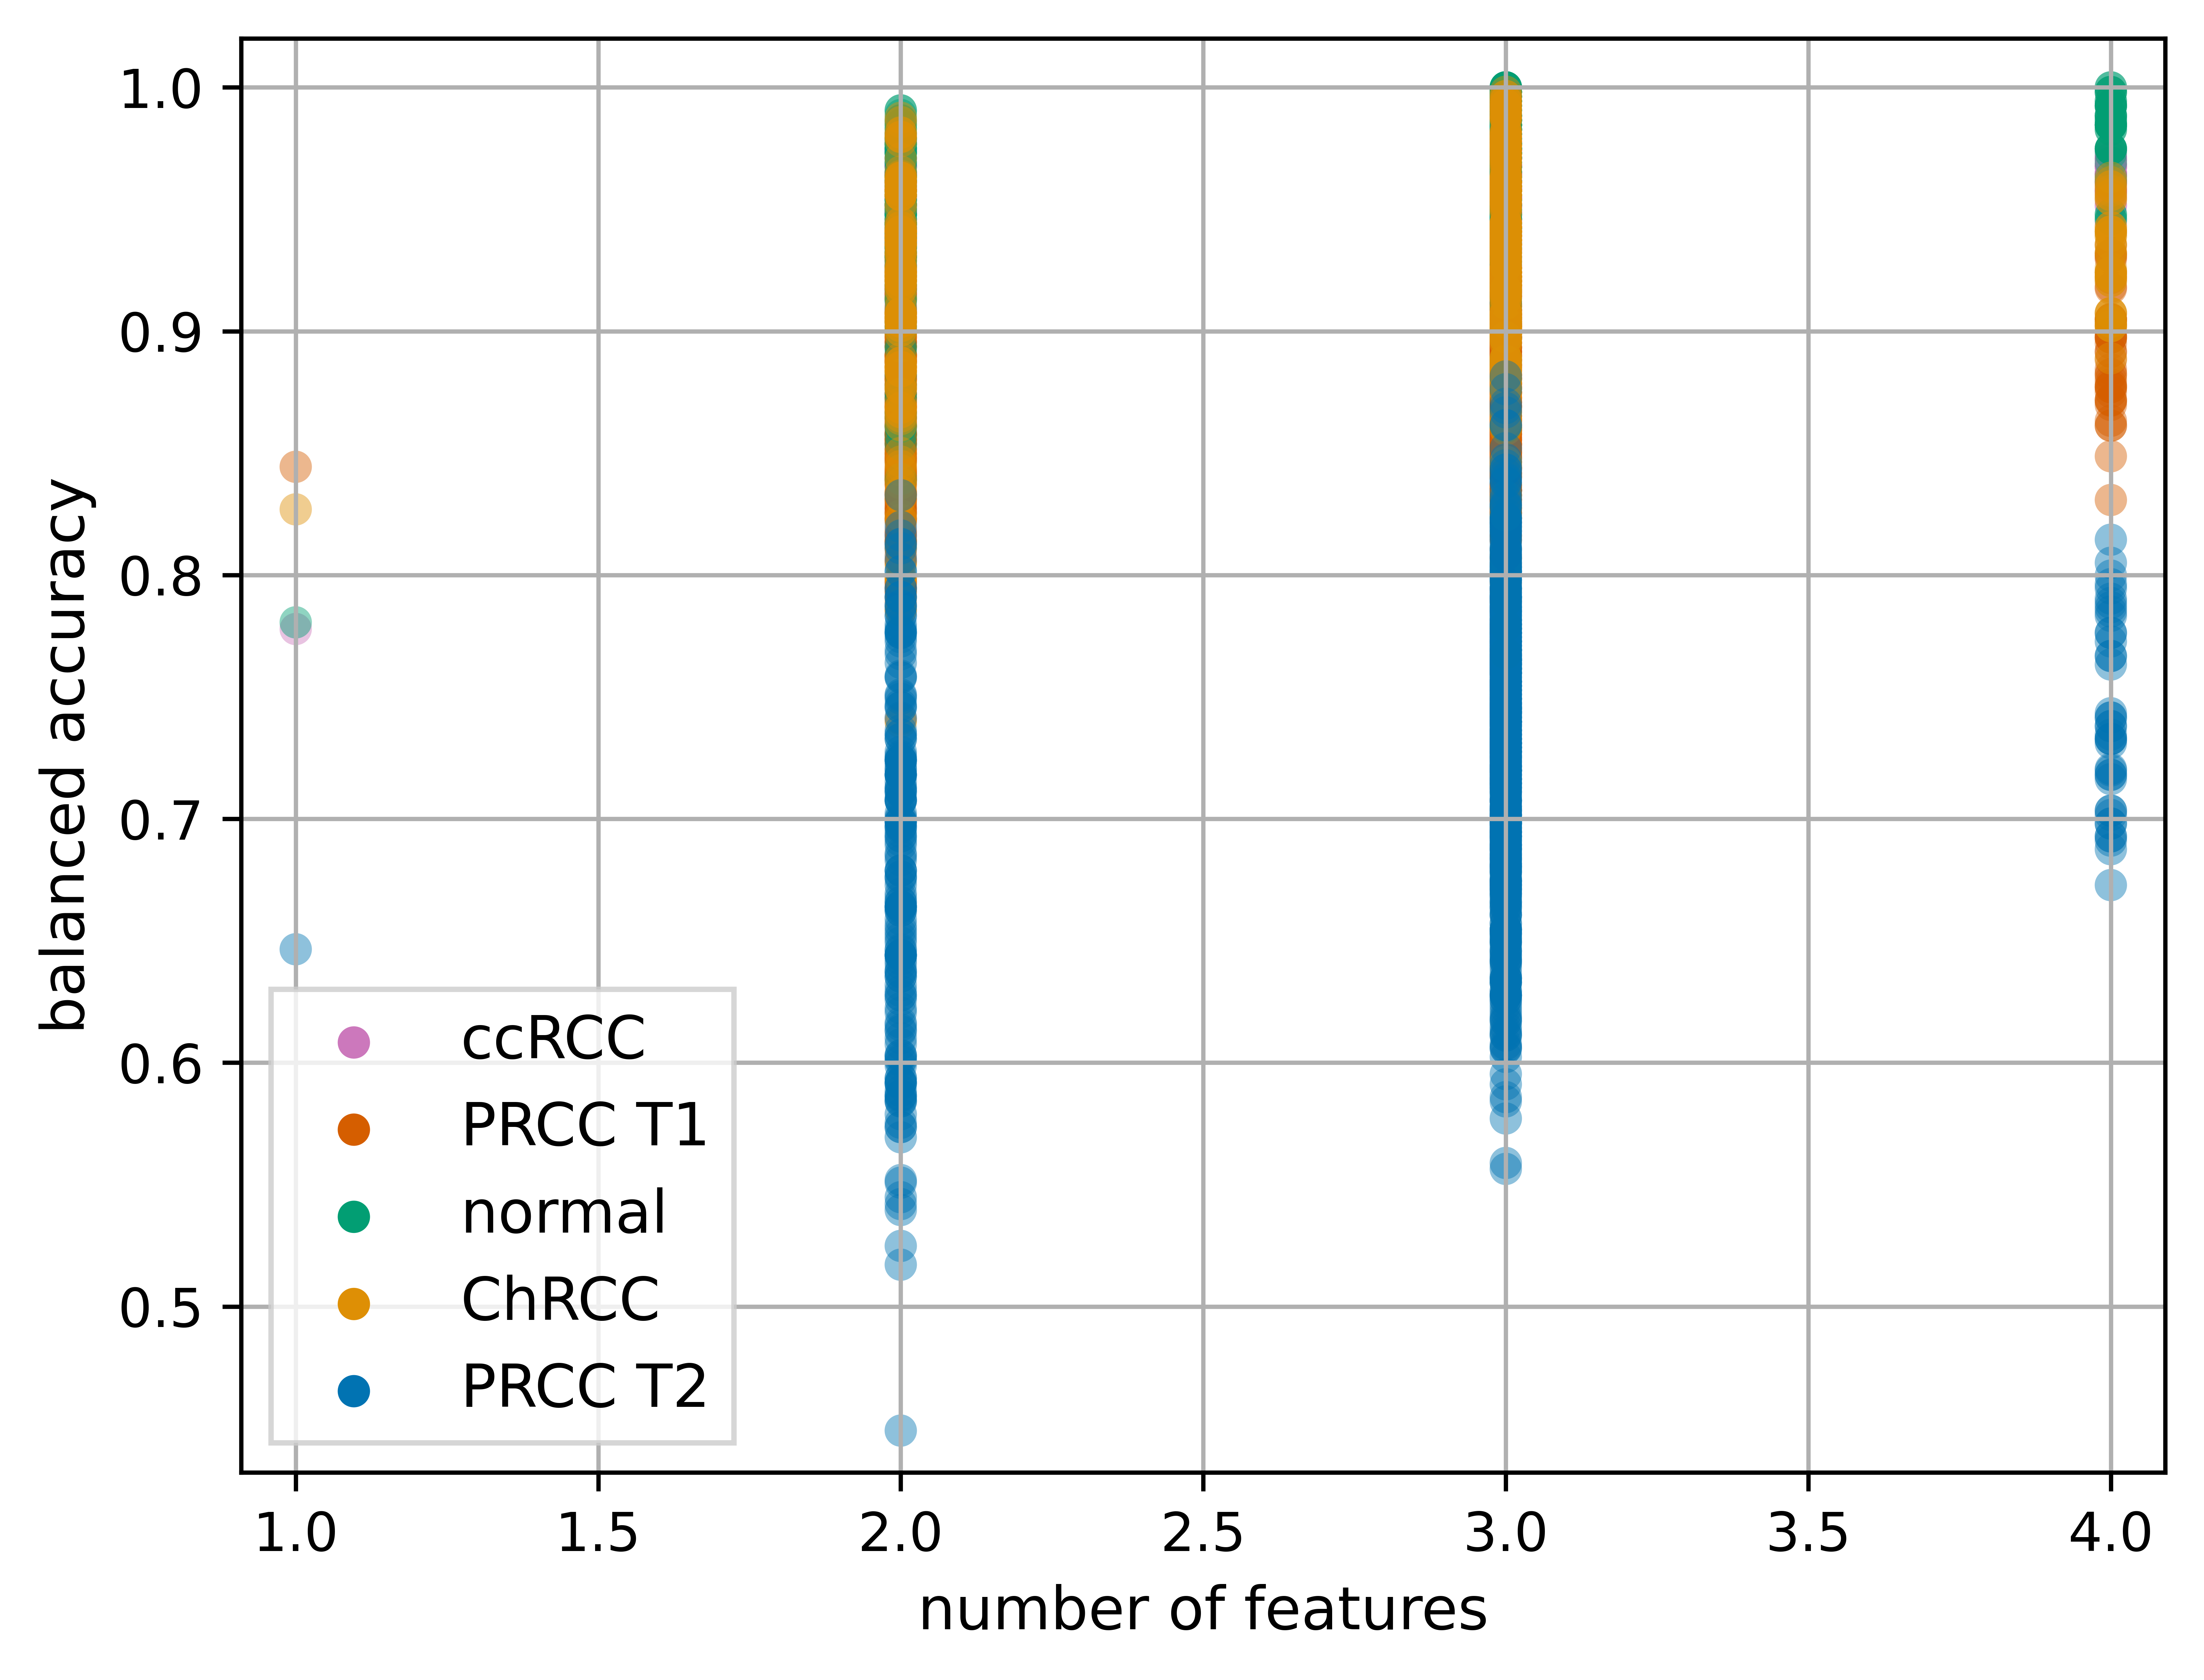 1.0
0.9
0.8
0.7
0.6
0.5
balanced accuracy
ccRCC
PRCC T1
normal
ChRCC
PRCC T2
1.0 1.5 2.0 2.5 3.0 3.5 4.0
number of features